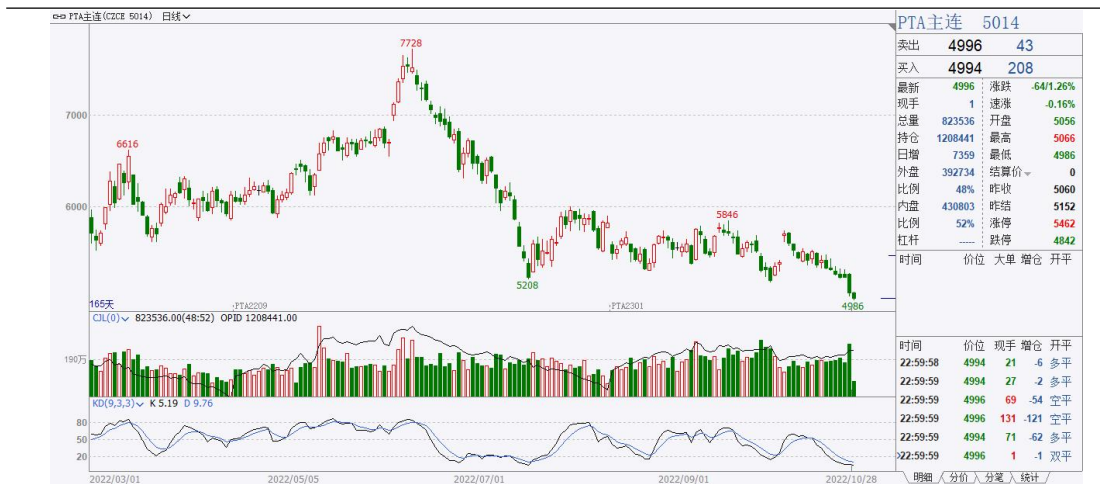 PTA主连(CZCE 5014) 日线
7728
7000
6616
6000
5846
5208
4986
165天
PTA2209
PTA2301
CJL(0) 823536.00(48:52) OPID 1208441.00
190万
KD(9,3,3) K 5.19 D 9.76
80
50
20
2022/03/01 2022/05/05 2022/07/01 2022/09/01 2022/10/28
PTA主连 5014
卖出 4996 43
买入 4994 208
最新 4996 涨跌 -64/1.26%
现手 1 速涨 -0.16%
总量 823536 开盘 5056
持仓 1208441 最高 5066
日增 7359 最低 4986
外盘 392734 结算价 0
比例 48% 昨收 5060
内盘 430803 昨结 5152
比例 52% 涨停 5462
杠杆 ----- 跌停 4842
时间 价位 大单 增仓 开平
时间 价位 现手 增仓 开平
22:59:58 4994 21 -6 多平
22:59:59 4994 27 -2 多平
22:59:59 4996 69 -54 空平
22:59:59 4996 131 -121 空平
22:59:59 4994 71 -62 多平
22:59:59 4996 1 -1 双平
明细 分价 分笔 统计